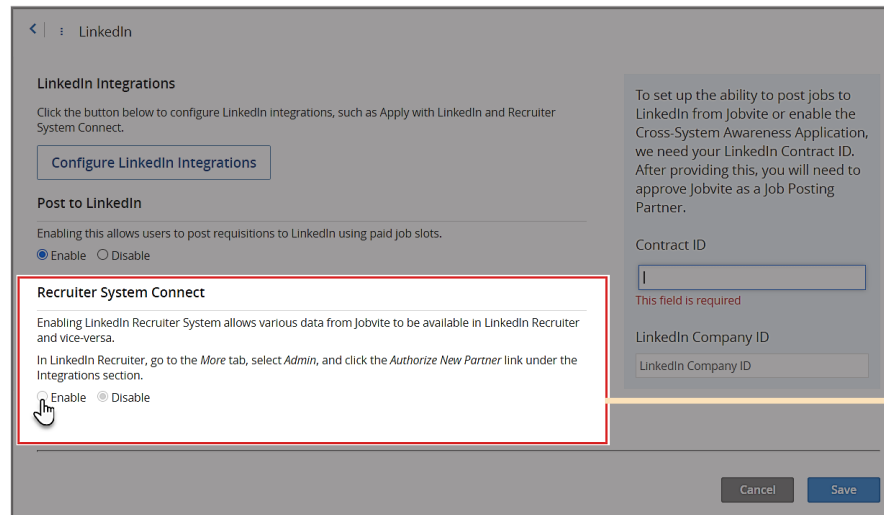 LinkedIn
LinkedIn Integrations
Click the button below to configure LinkedIn integrations, such as Apply with LinkedIn and Recruiter
System Connect.
Configure LinkedIn Integrations
Post to LinkedIn
Enabling this allows users to post requisitions to LinkedIn using paid job slots.
Enable Disable
Recruiter System Connect
Enabling LinkedIn Recruiter System allows various data from Jobvite to be available in LinkedIn Recruiter
and vice-versa.
In LinkedIn Recruiter, go to the More tab, select Admin, and click the Authorize New Partner link under the
Integrations section.
Enable Disable
To set up the ability to post jobs to
LinkedIn from Jobvite or enable the
Cross-System Awareness Application,
we need your LinkedIn Contract ID.
After providing this, you will need to
approve Jobvite as a Job Posting
Partner.
Contract ID
This field is required
LinkedIn Company ID
LinkedIn Company ID
Cancel Save